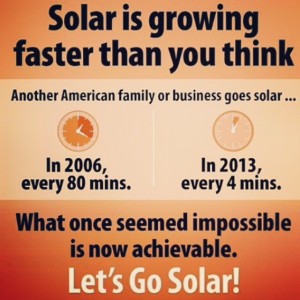 Solar is growing
faster than you think
Another American family or business goes solar ...
In 2006,
every 80 mins.
In 2013,
every 4 mins.
What once seemed impossible
is now achievable.
Let's Go Solar!